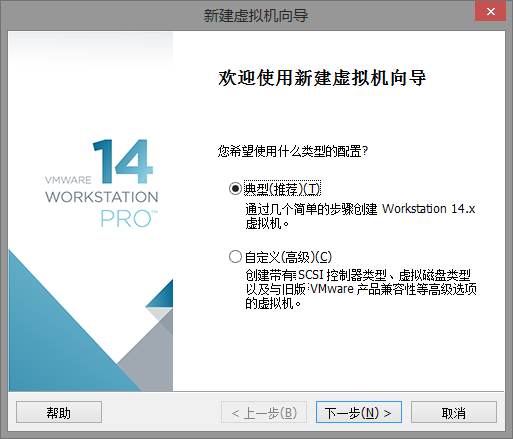 新建虚拟机向导
欢迎使用新建虚拟机向导
您希望使用什么类型的配置?
14
VMWARE
WORKSTATION
PRO™
典型(推荐)(T)
通过几个简单的步骤创建 Workstation 14.x
虚拟机。
自定义(高级)(C)
创建带有 SCSI 控制器类型、虚拟磁盘类型
以及与旧版 VMware 产品兼容性等高级选项
的虚拟机。
帮助
< 上一步(B)
下一步(N) >
取消